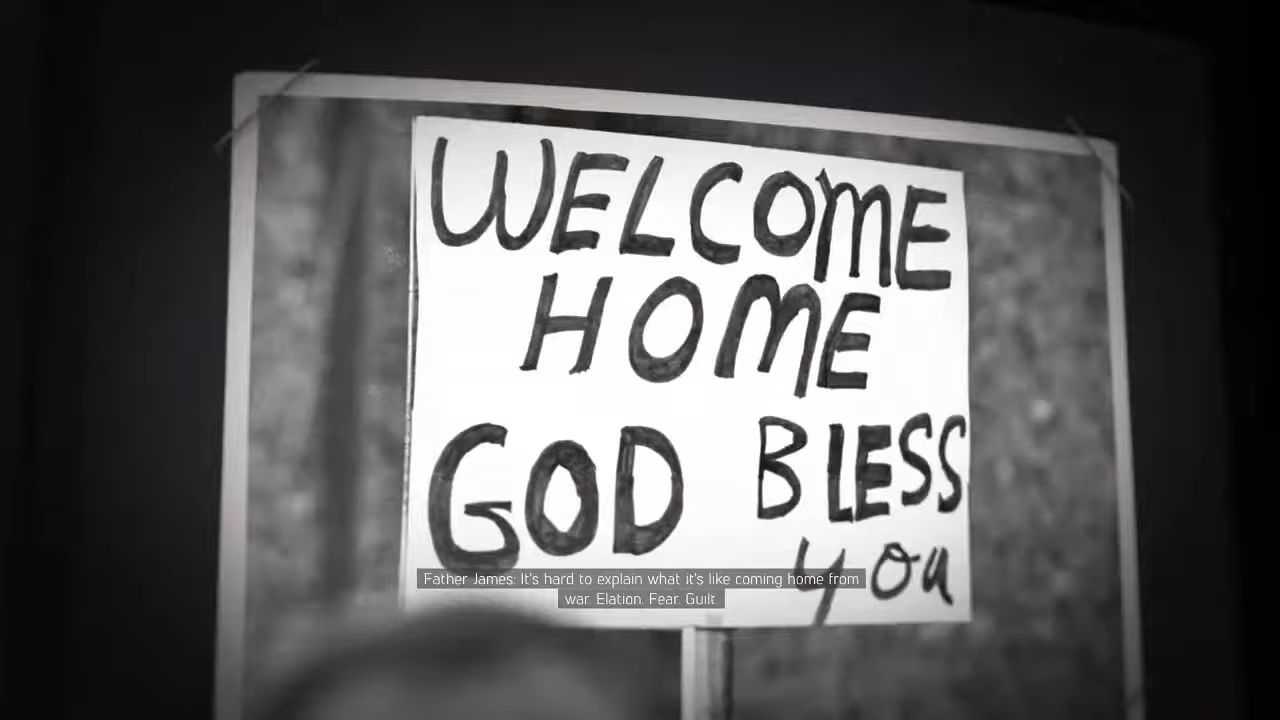 WELCOME
HOME
GOD BLESS
you
Father James: It's hard to explain what it's like coming home from
war. Elation. Fear. Guilt.